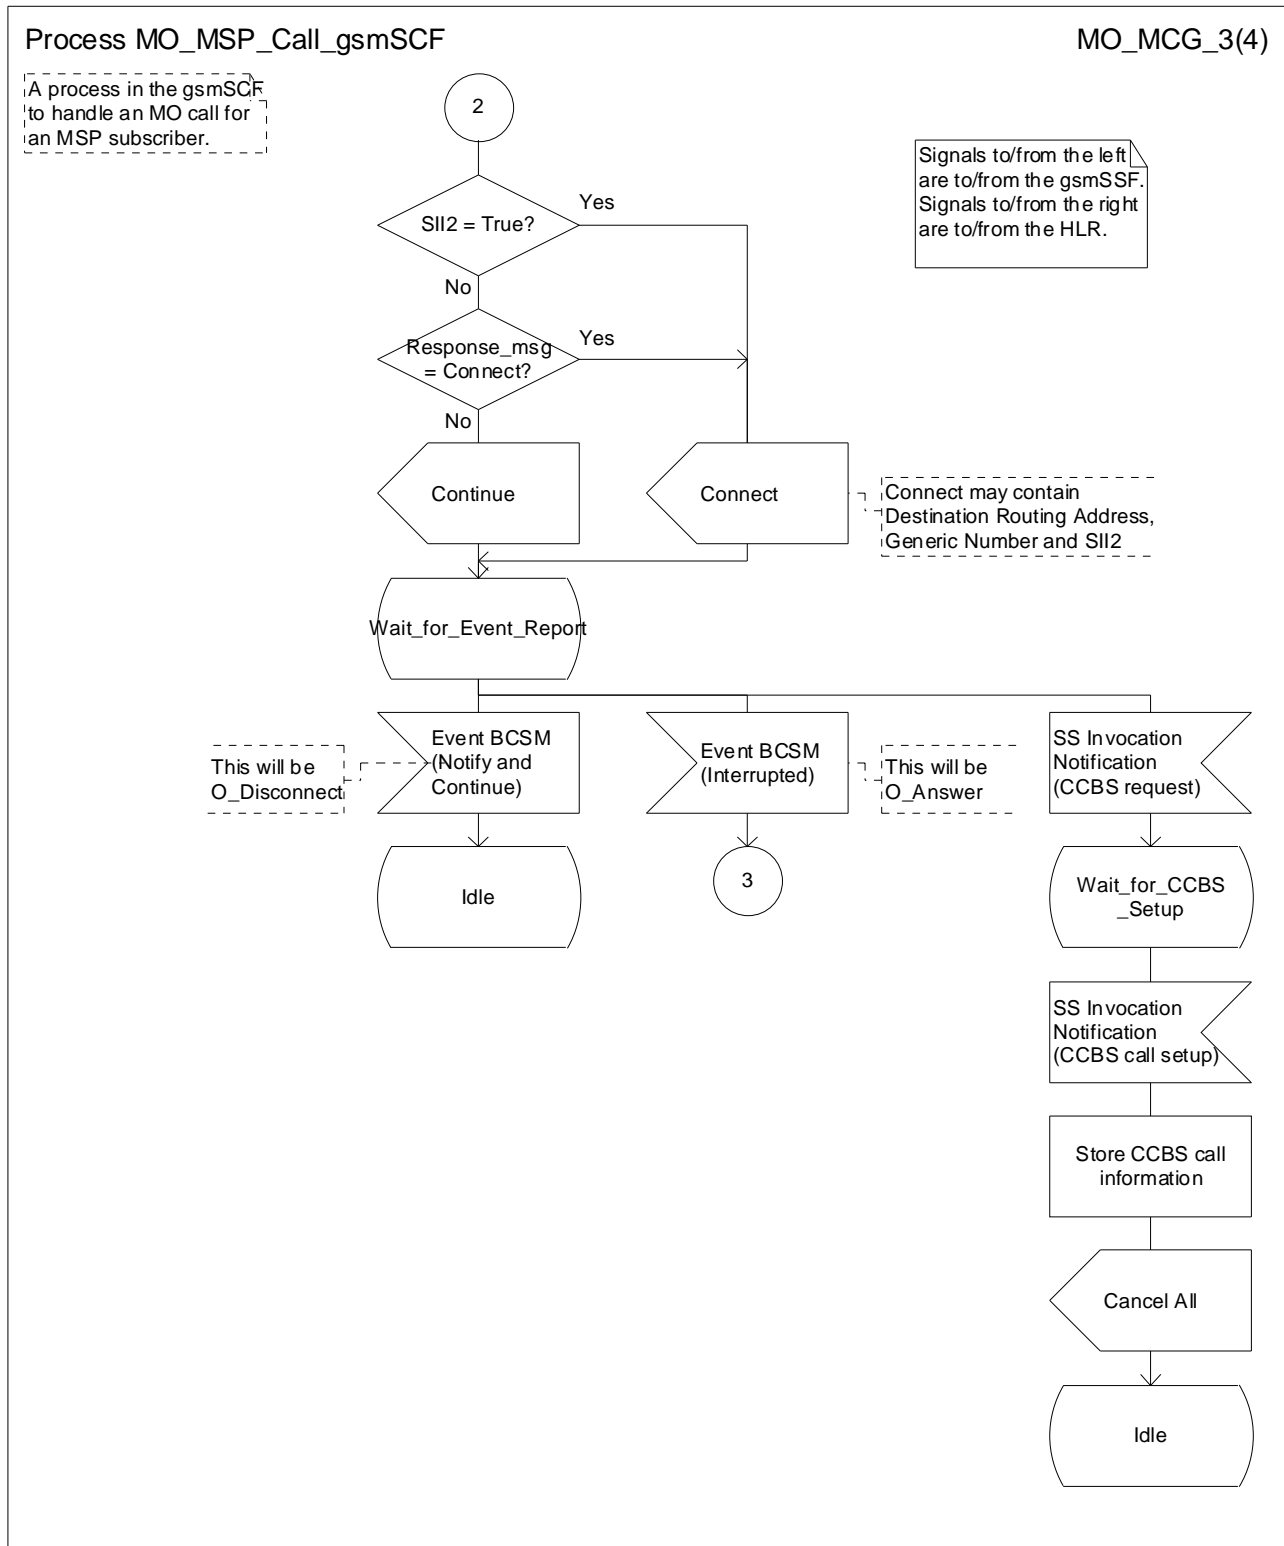 Process MO_MSP_Call_gsmSCF
MO_MCG_3(4)
A process in the gsmSCF
to handle an MO call for
an MSP subscriber.
2
Signals to/from the left
are to/from the gsmSSF.
Signals to/from the right
are to/from the HLR.
SII2 = True?
Yes
No
Response_msg
= Connect?
Yes
No
Continue
Connect
Connect may contain
Destination Routing Address,
Generic Number and SII2
Wait_for_Event_Report
This will be
O_Disconnect
Event BCSM
(Notify and
Continue)
Event BCSM
(Interrupted)
This will be
O_Answer
SS Invocation
Notification
(CCBS request)
Idle
3
Wait_for_CCBS
_Setup
SS Invocation
Notification
(CCBS call setup)
Store CCBS call
information
Cancel All
Idle